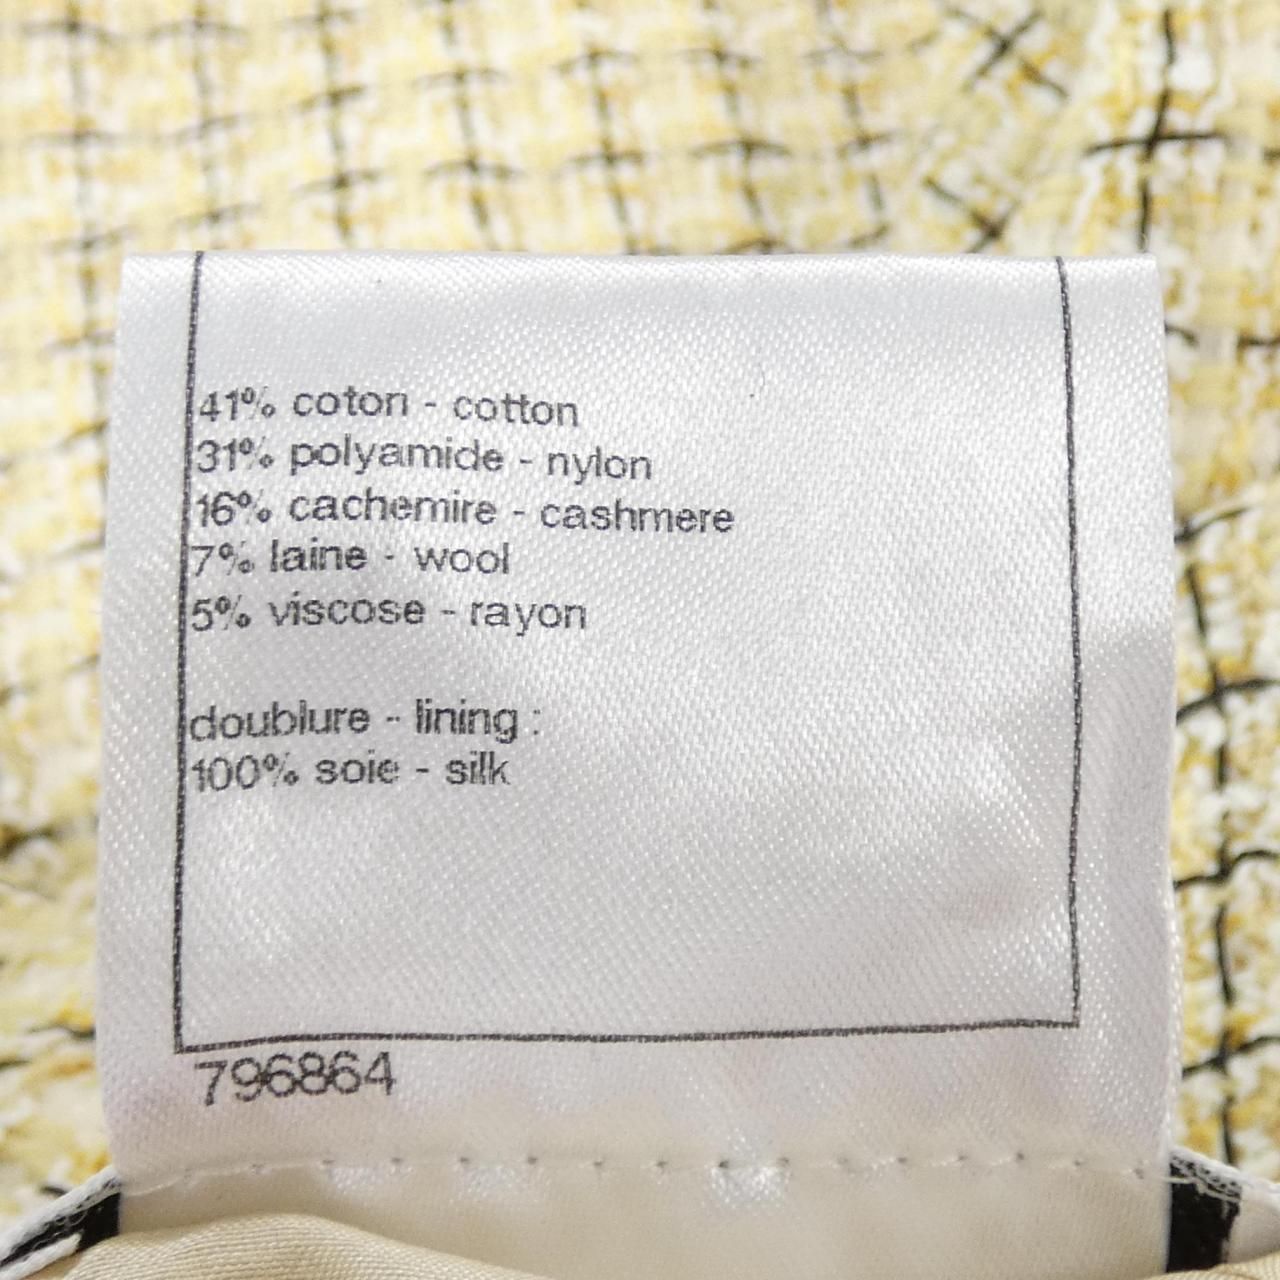 41% coton - cotton
31% polyamide - nylon
16% cachemire - cashmere
7% laine - wool
5% viscose - rayon
doublure - lining :
100% soie - silk
796864